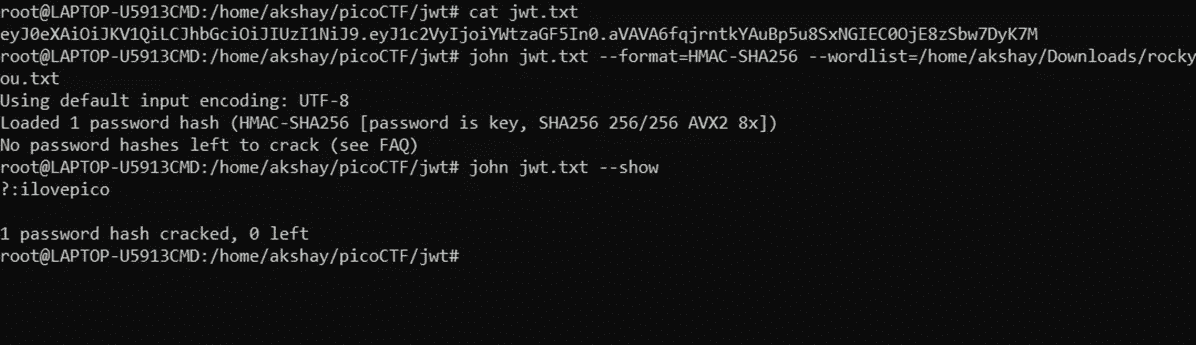 root@LAPTOP-U5913CMD:/home/akshay/picoCTF/jwt# cat jwt.txt
eyJ0eXAiOiJKV1QiLCJhbGciOiJIUzI1NiJ9.eyJ1c2VyIjoiYWtzaGF5In0.aVAVA6fqjrntkYAuBp5u8SxNGIEC0OjE8zSbw7DyK7M
root@LAPTOP-U5913CMD:/home/akshay/picoCTF/jwt# john jwt.txt --format=HMAC-SHA256 --wordlist=/home/akshay/Downloads/rocky
ou.txt
Using default input encoding: UTF-8
Loaded 1 password hash (HMAC-SHA256 [password is key, SHA256 256/256 AVX2 8x])
No password hashes left to crack (see FAQ)
root@LAPTOP-U5913CMD:/home/akshay/picoCTF/jwt# john jwt.txt --show
?:ilovepico
1 password hash cracked, 0 left
root@LAPTOP-U5913CMD:/home/akshay/picoCTF/jwt#